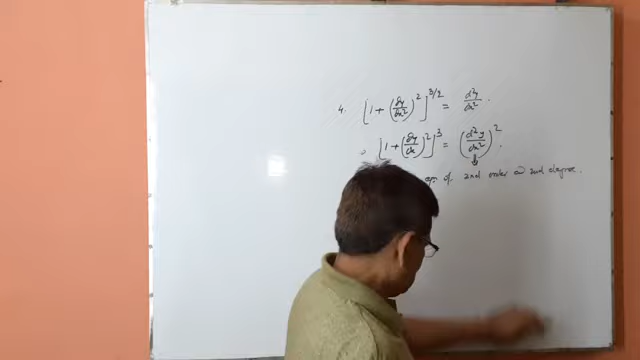 4. [1 + (dy/dx²)²]^3/2 = d²y/dx².
⇒ [1 + (dy/dx)²]³ = (d²y/dx²)².
eqn. of 2nd order & 2nd degree.